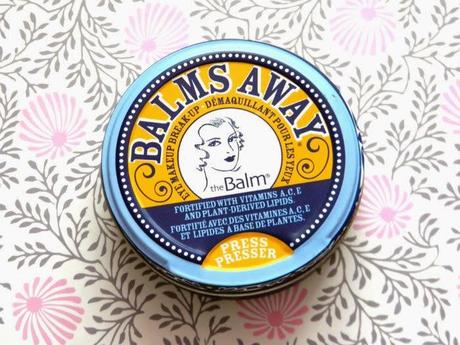 BALMS AWAY®
EYE MAKEUP BREAK-UP DÉMAQUILLANT POUR LES YEUX
theBalm®
FORTIFIED WITH VITAMINS A,C,E
AND PLANT-DERIVED LIPIDS.
FORTIFIÉ AVEC DES VITAMINES A,C,E
ET LIPIDES À BASE DE PLANTES.
PRESS
PRESSER